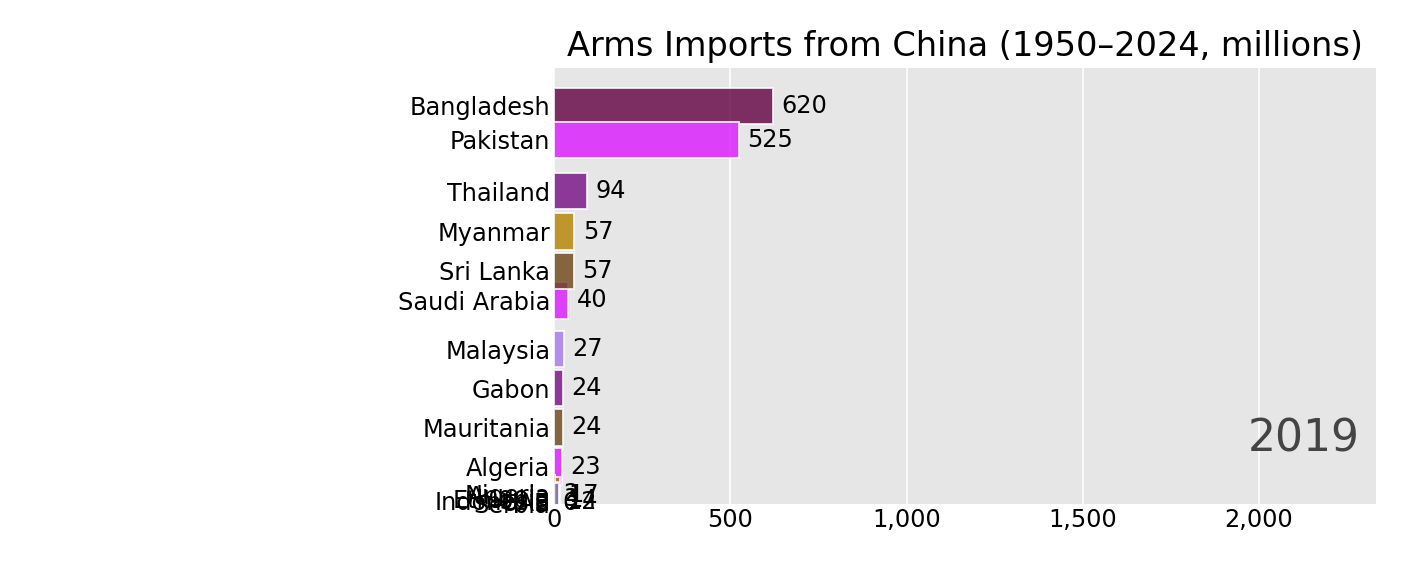 Arms Imports from China (1950–2024, millions)
Bangladesh 620
Pakistan 525
Thailand 94
Myanmar 57
Sri Lanka 57
Saudi Arabia 40
Malaysia 27
Gabon 24
Mauritania 24
Algeria 23
2019
Nigeria
Serbia
0 500 1,000 1,500 2,000